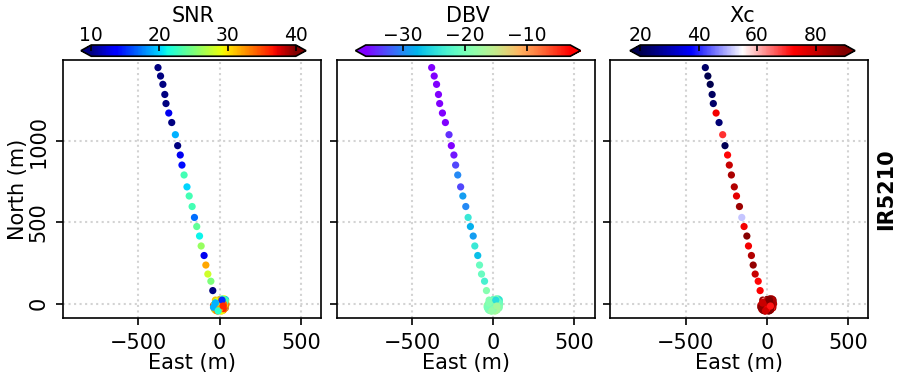 SNR DBV Xc
10 20 30 40 −30 −20 −10 20 40 60 80
North (m)
1000
500
0
IR5210
−500 0 500 −500 0 500 −500 0 500
East (m) East (m) East (m)